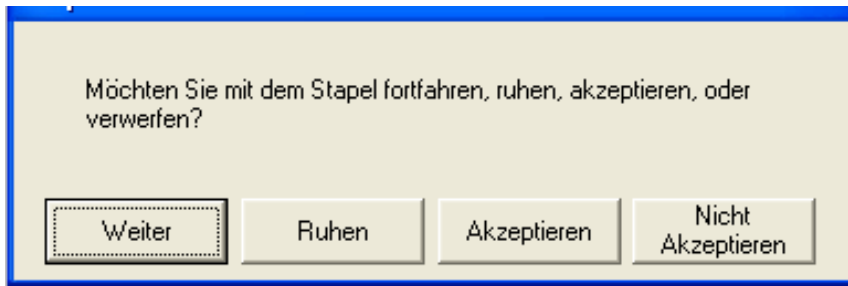 Möchten Sie mit dem Stapel fortfahren, ruhen, akzeptieren, oder
verwerfen?
Weiter
Ruhen
Akzeptieren
Nicht
Akzeptieren